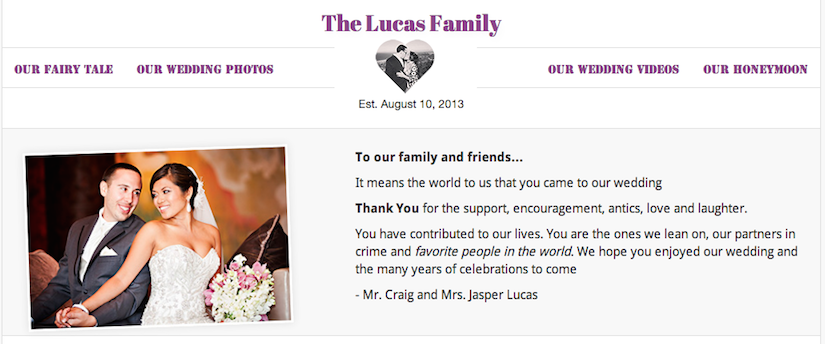 The Lucas Family
OUR FAIRY TALE
OUR WEDDING PHOTOS
OUR WEDDING VIDEOS
OUR HONEYMOON
Est. August 10, 2013
To our family and friends...
It means the world to us that you came to our wedding
Thank You for the support, encouragement, antics, love and laughter.
You have contributed to our lives. You are the ones we lean on, our partners in
crime and favorite people in the world. We hope you enjoyed our wedding and
the many years of celebrations to come
- Mr. Craig and Mrs. Jasper Lucas